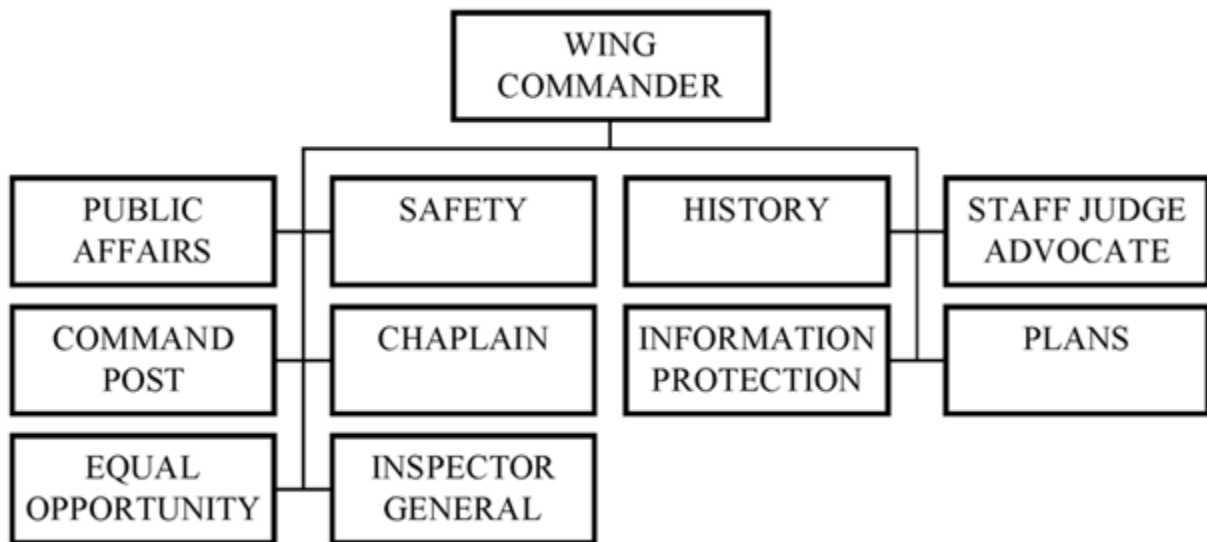 WING
COMMANDER
PUBLIC
AFFAIRS
SAFETY
HISTORY
STAFF JUDGE
ADVOCATE
COMMAND
POST
CHAPLAIN
INFORMATION
PROTECTION
PLANS
EQUAL
OPPORTUNITY
INSPECTOR
GENERAL